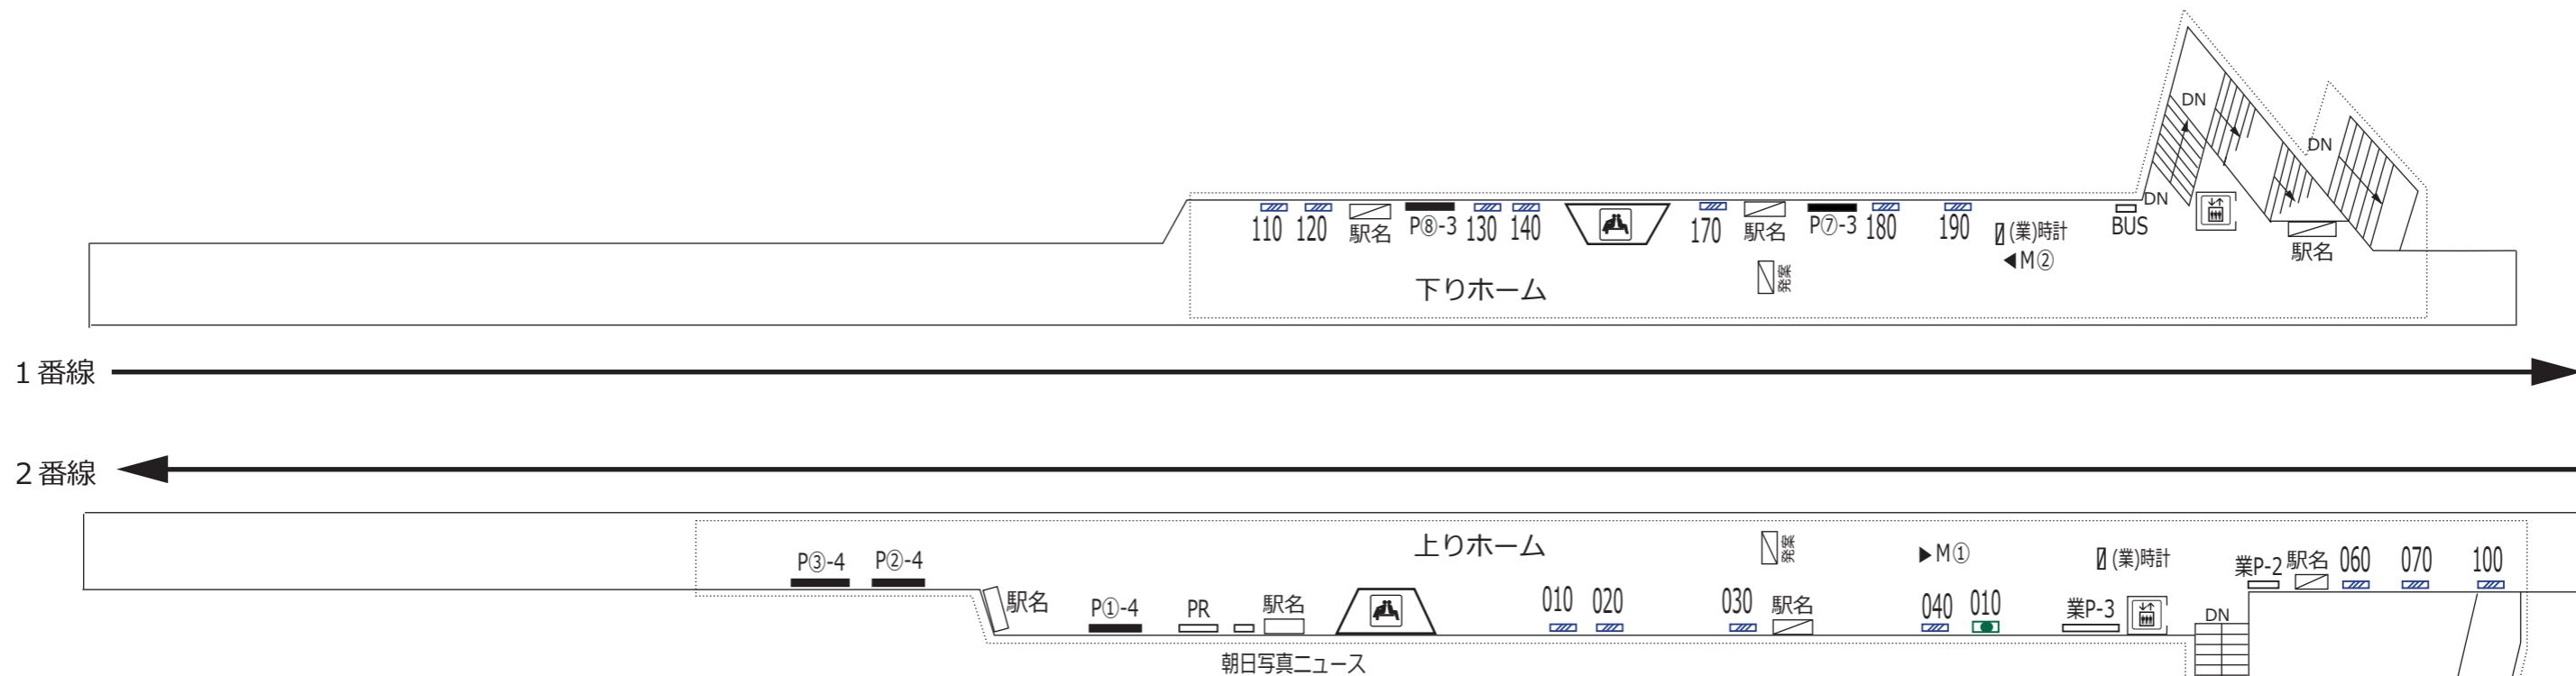 DN
DN
DN
110 120 駅名 P⑧-3 130 140 170 駅名 P⑦-3 180 190 (業)時計 BUS
◀M②
駅名
下りホーム
発案
1番線
2番線
上りホーム
発案
▶M①
(業)時計
P③-4 P②-4
業P-2 駅名 060 070 100
駅名 P①-4 PR 駅名 010 020 030 駅名 040 010 業P-3 DN
朝日写真ニュース